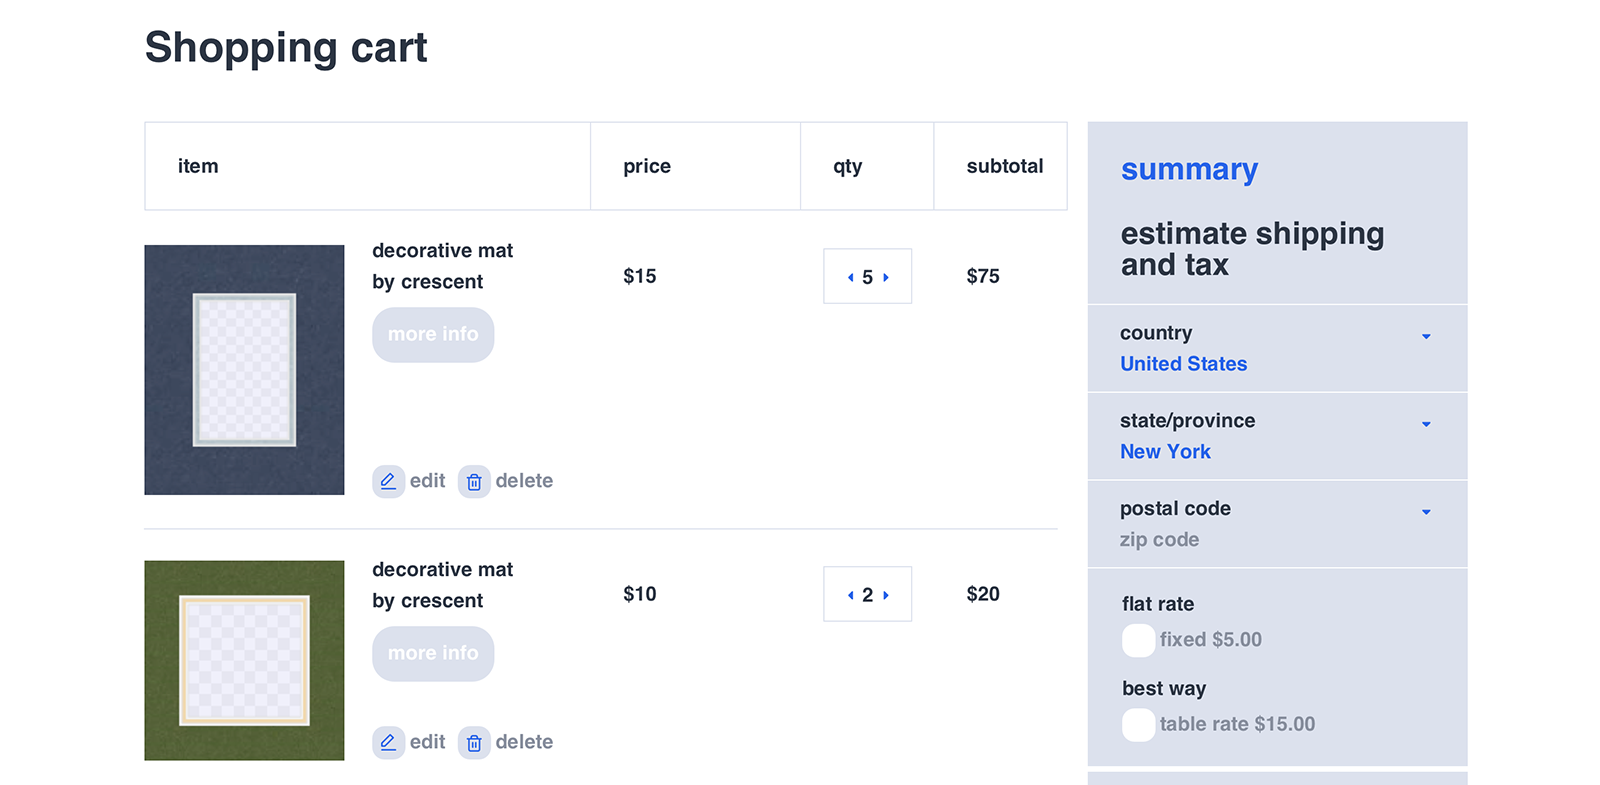 Shopping cart
item price qty subtotal
decorative mat
by crescent
$15 5 $75
more info
edit delete
decorative mat
by crescent
$10 2 $20
more info
edit delete
summary
estimate shipping
and tax
country
United States
state/province
New York
postal code
zip code
flat rate
fixed $5.00
best way
table rate $15.00